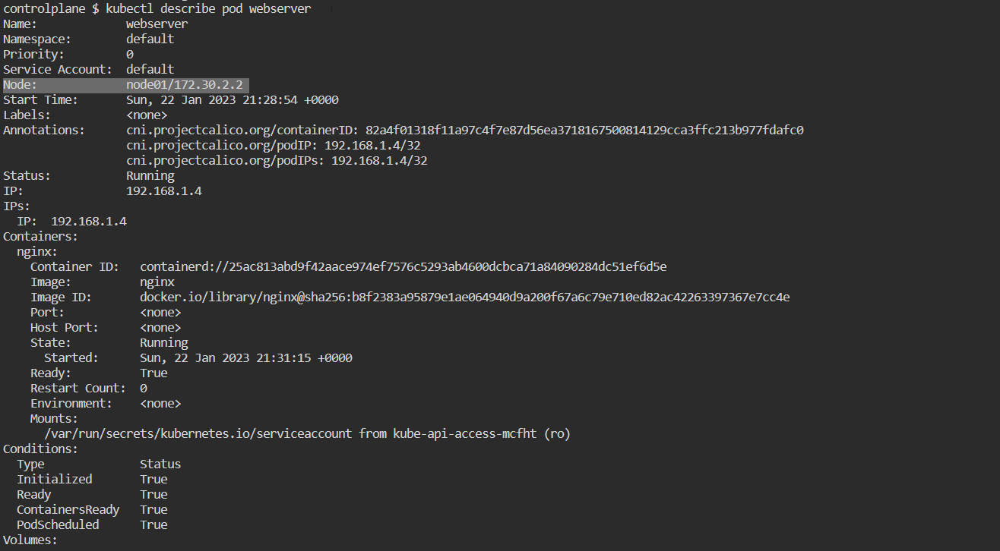 controlplane $ kubectl describe pod webserver
Name:             webserver
Namespace:        default
Priority:         0
Service Account:  default
Node:             node01/172.30.2.2
Start Time:       Sun, 22 Jan 2023 21:28:54 +0000
Labels:           <none>
Annotations:      cni.projectcalico.org/containerID: 82a4f01318f11a97c4f7e87d56ea3718167500814129cca3ffc213b977fdafc0
                  cni.projectcalico.org/podIP: 192.168.1.4/32
                  cni.projectcalico.org/podIPs: 192.168.1.4/32
Status:           Running
IP:               192.168.1.4
IPs:
  IP:  192.168.1.4
Containers:
  nginx:
    Container ID:   containerd://25ac813abd9f42aace974ef7576c5293ab4600dcbca71a84090284dc51ef6d5e
    Image:          nginx
    Image ID:       docker.io/library/nginx@sha256:b8f2383a95879e1ae064940d9a200f67a6c79e710ed82ac42263397367e7cc4e
    Port:           <none>
    Host Port:      <none>
    State:          Running
      Started:      Sun, 22 Jan 2023 21:31:15 +0000
    Ready:          True
    Restart Count:  0
    Environment:    <none>
    Mounts:
      /var/run/secrets/kubernetes.io/serviceaccount from kube-api-access-mcfht (ro)
Conditions:
  Type              Status
  Initialized       True
  Ready             True
  ContainersReady   True
  PodScheduled      True
Volumes: